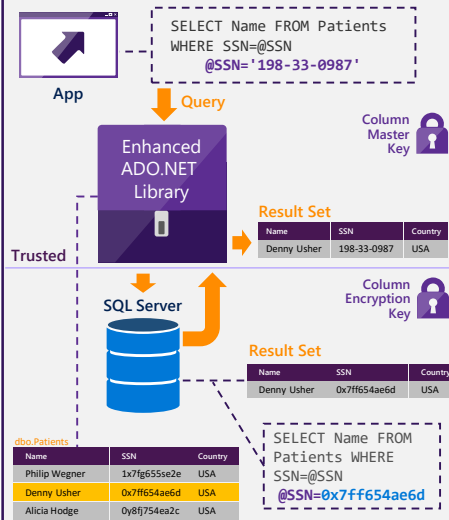 SELECT Name FROM Patients
WHERE SSN=@SSN
@SSN='198-33-0987'
App
Query
Column
Master
Key
Enhanced
ADO.NET
Library
Result Set
Name SSN Country
Denny Usher 198-33-0987 USA
Trusted
SQL Server
Column
Encryption
Key
Result Set
Name SSN Country
Denny Usher 0x7ff654ae6d USA
dbo.Patients
Name SSN Country
Philip Wegner 1x7fg655se2e USA
Denny Usher 0x7ff654ae6d USA
Alicia Hodge 0y8fj754ea2c USA
SELECT Name FROM
Patients WHERE
SSN=@SSN
@SSN=0x7ff654ae6d